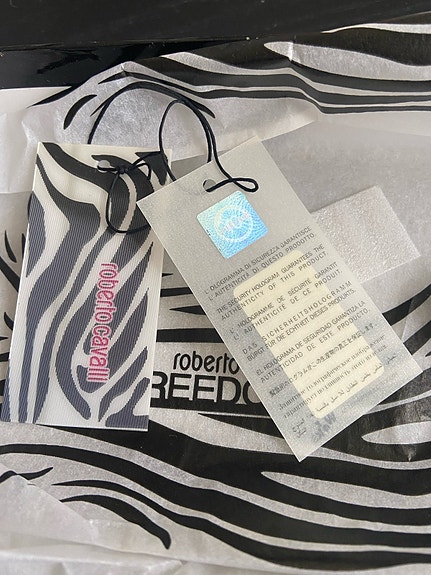 roberto cavalli
roberto
REEDO
L'OLOGRAMMA DI SICUREZZA GARANTISCE
L'AUTENTICITÀ DI QUESTO PRODOTTO.
THE SECURITY HOLOGRAM GUARANTEES THE
AUTHENTICITY OF THIS PRODUCT
L'HOLOGRAMME DE SÉCURITÉ GARANTIT
L'AUTHENTICITÉ DE CE PRODUIT
DAS SICHERHEITSHOLOGRAMM
BÜRGT FÜR DIE ECHTHEIT DIESES PRODUKTES.
EL HOLOGRAMA DE SEGURIDAD GARANTIZA LA
AUTENTICIDAD DE ESTE PRODUCTO.